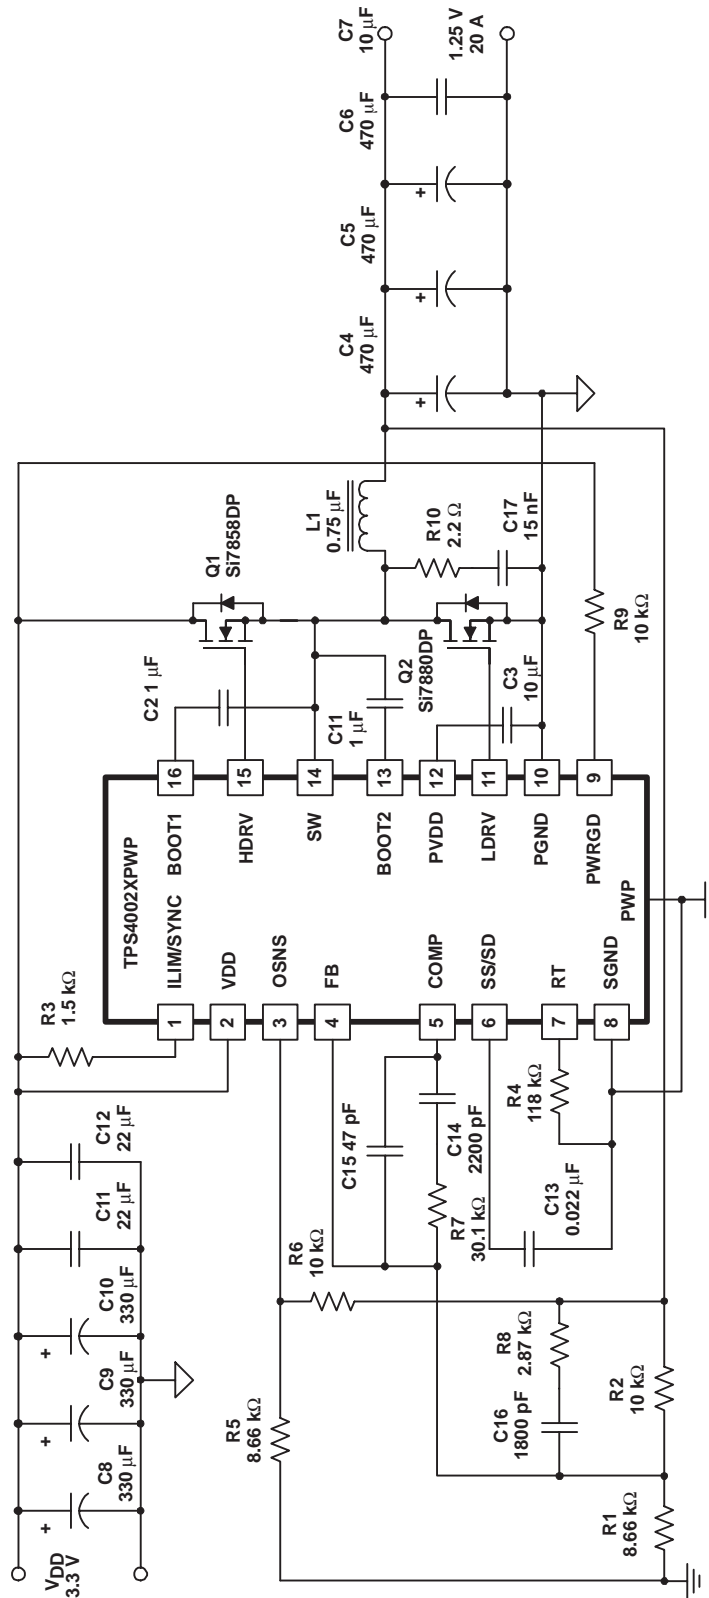 VDD
3.3 V
C8
330 µF
C9
330 µF
C10
330 µF
C11
22 µF
C12
22 µF
R3
1.5 kΩ
R5
8.66 kΩ
R6
10 kΩ
C15 47 pF
R7
30.1 kΩ
C14
2200 pF
C13
0.022 µF
R4
118 kΩ
C16
1800 pF
R8
2.87 kΩ
R1
8.66 kΩ
R2
10 kΩ
TPS4002XPWP
1
ILIM/SYNC
2
VDD
3
OSNS
4
FB
5
COMP
6
SS/SD
7
RT
8
SGND
BOOT1
16
HDRV
15
SW
14
BOOT2
13
PVDD
12
LDRV
11
PGND
10
PWRGD
9
PWP
C2 1 µF
C11
1 µF
Q1
Si7858DP
Q2
Si7880DP
C3
10 µF
L1
0.75 µF
R10
2.2 Ω
C17
15 nF
R9
10 kΩ
C4
470 µF
C5
470 µF
C6
470 µF
C7
10 µF
1.25 V
20 A
+
+
+
+
+
+